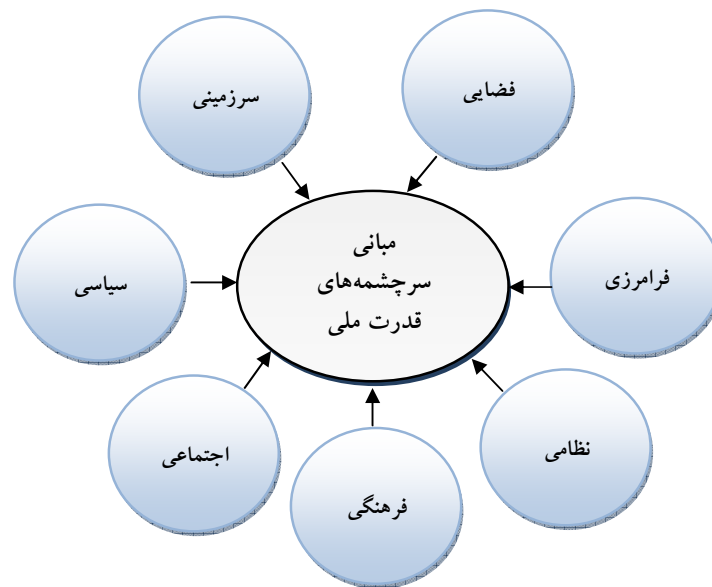 فضایی
سرزمینی
مبانی
سرچشمه‌های
قدرت ملی
فرامرزی
سیاسی
نظامی
اجتماعی
فرهنگی